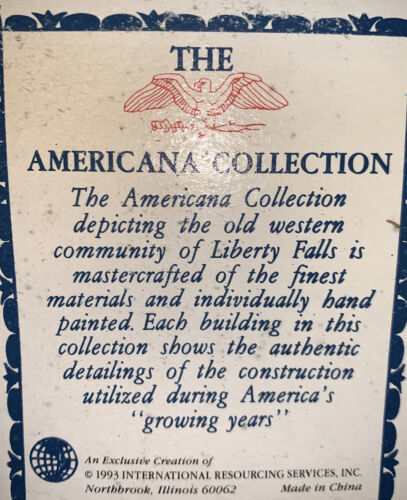 THE
AMERICANA COLLECTION
The Americana Collection
depicting the old western
community of Liberty Falls is
mastercrafted of the finest
materials and individually hand
painted. Each building in this
collection shows the authentic
detailings of the construction
utilized during America's
"growing years"
An Exclusive Creation of
© 1993 INTERNATIONAL RESOURCING SERVICES, INC.
Northbrook, Illinois 60062 Made in China